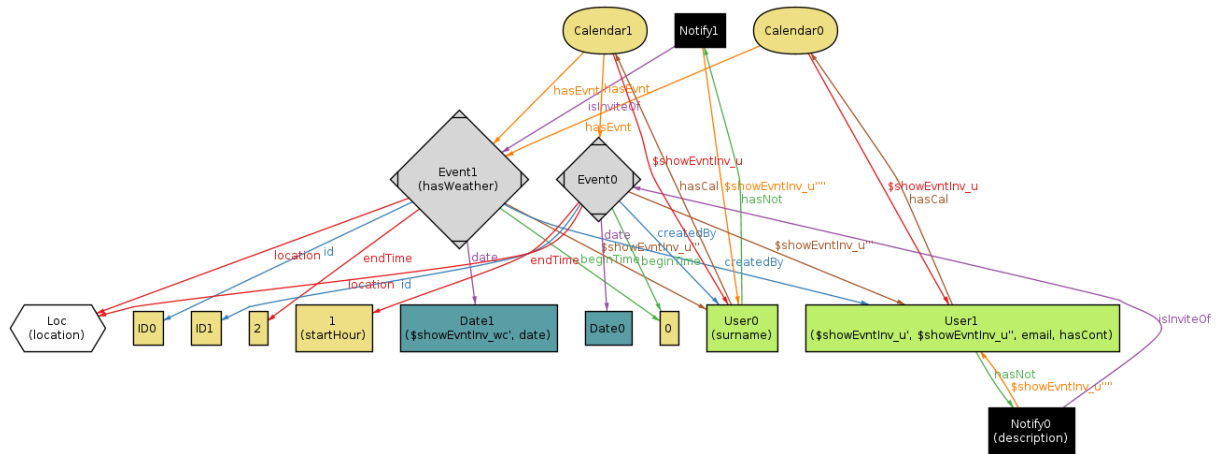 Calendar1
Notify1
Calendar0
hasEvnt
hasEvnt
isInviteOf
hasEvnt
Event1
(hasWeather)
Event0
$showEvntInv_u
hasCal
$showEvntInv_u""
hasNot
$showEvntInv_u
hasCal
date
createdBy
$showEvntInv_u'"
$showEvntInv_u'"
location
id
endTime
date
endTime
beginTime
beginTime
createdBy
location
id
isInviteOf
Loc
(location)
ID0
ID1
2
1
(startHour)
Date1
($showEvntInv_wc', date)
Date0
0
User0
(surname)
User1
($showEvntInv_u', $showEvntInv_u", email, hasCont)
hasNot
$showEvntInv_u""
Notify0
(description)